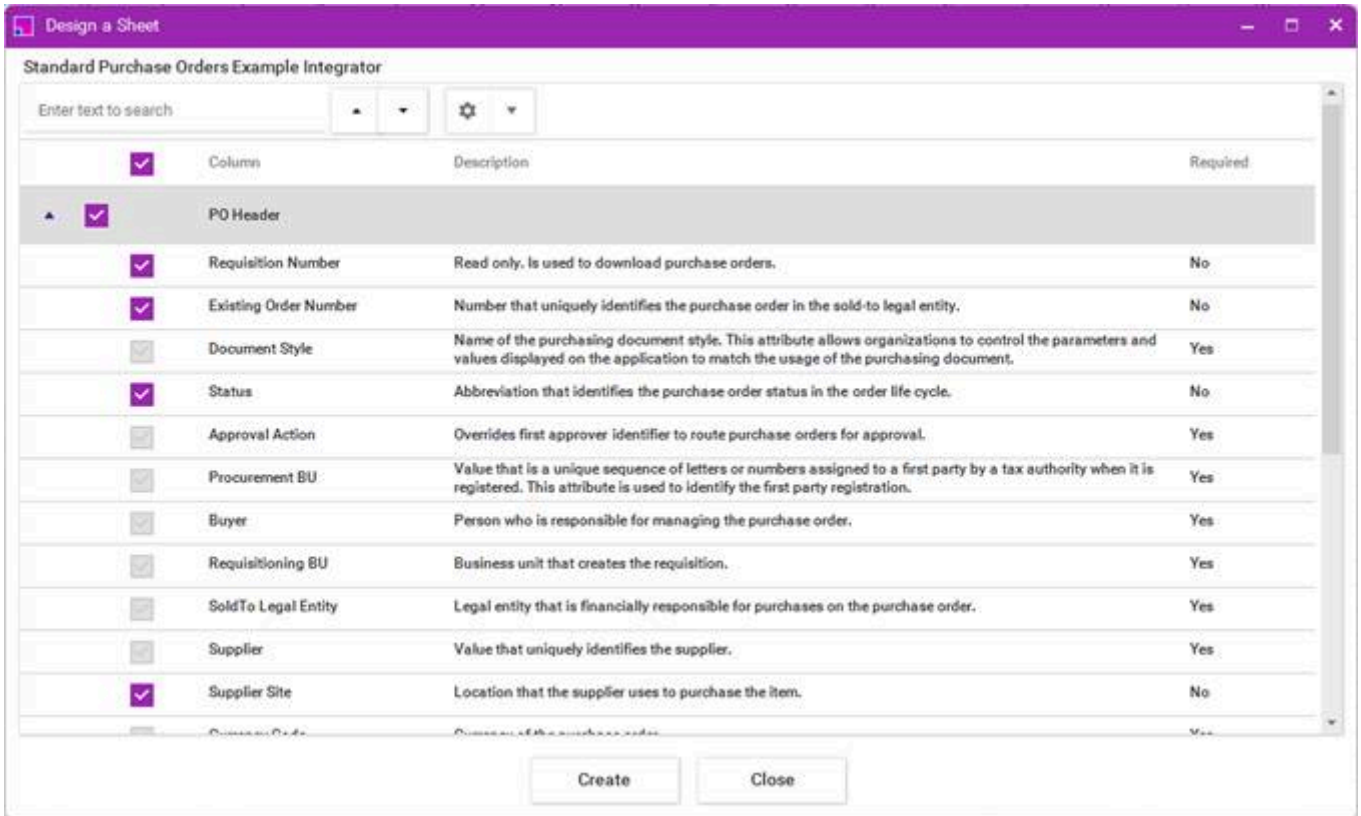 Design a Sheet
Standard Purchase Orders Example Integrator
Enter text to search
Column Description Required
PO Header
Requisition Number Read only. Is used to download purchase orders. No
Existing Order Number Number that uniquely identifies the purchase order in the sold-to legal entity. No
Document Style Name of the purchasing document style. This attribute allows organizations to control the parameters and
values displayed on the application to match the usage of the purchasing document. Yes
Status Abbreviation that identifies the purchase order status in the order life cycle. No
Approval Action Overrides first approver identifier to route purchase orders for approval. Yes
Procurement BU Value that is a unique sequence of letters or numbers assigned to a first party by a tax authority when it is
registered. This attribute is used to identify the first party registration. Yes
Buyer Person who is responsible for managing the purchase order. Yes
Requisitioning BU Business unit that creates the requisition. Yes
SoldTo Legal Entity Legal entity that is financially responsible for purchases on the purchase order. Yes
Supplier Value that uniquely identifies the supplier. Yes
Supplier Site Location that the supplier uses to purchase the item. No
Currency Code Currency of the purchase order. Yes
Create Close